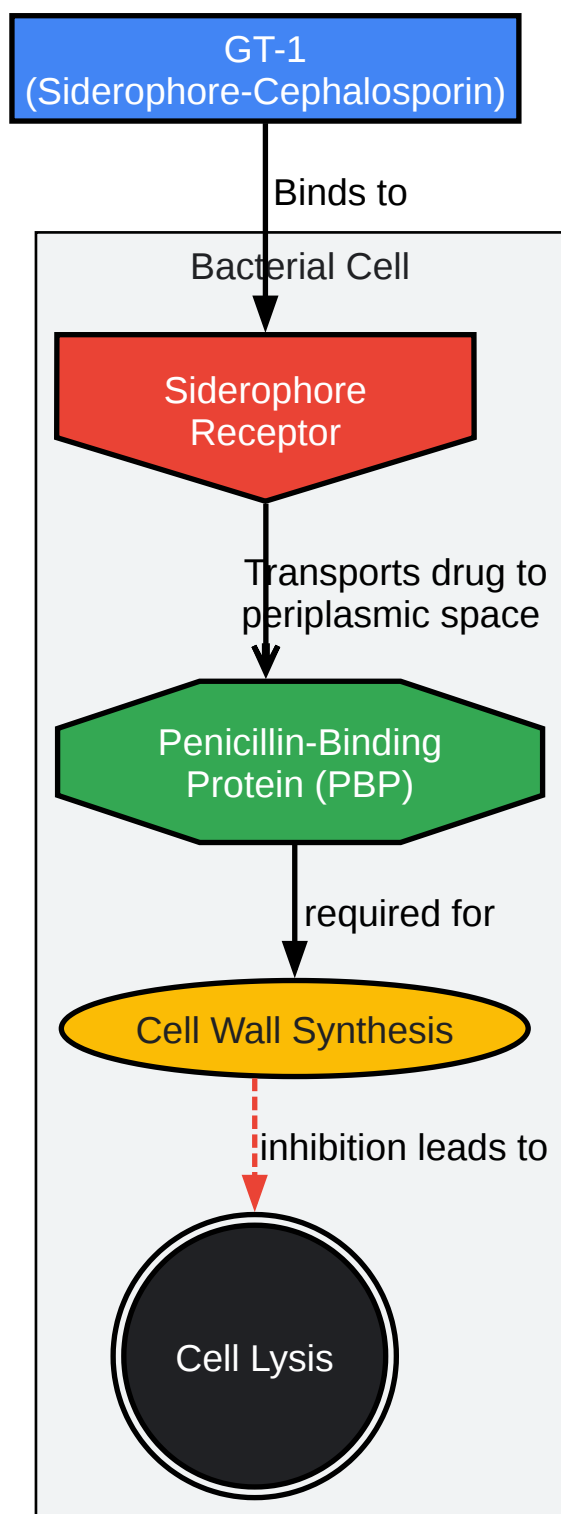 GT-1
(Siderophore-Cephalosporin)
Binds to
Bacterial Cell
Siderophore
Receptor
Transports drug to
periplasmic space
Penicillin-Binding
Protein (PBP)
required for
Cell Wall Synthesis
inhibition leads to
Cell Lysis